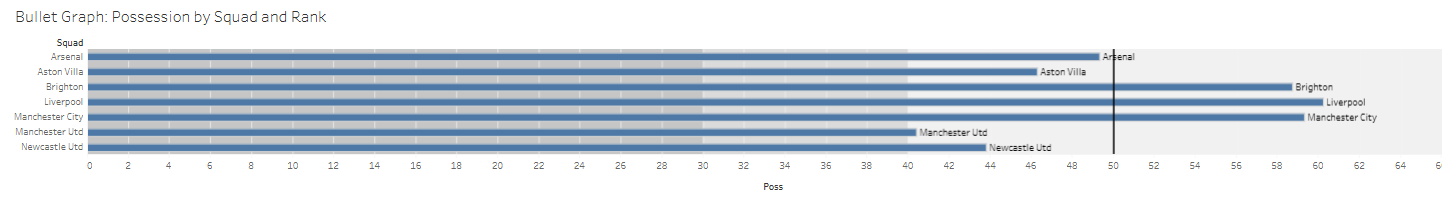 Bullet Graph: Possession by Squad and Rank
Squad
Arsenal Arsenal
Aston Villa Aston Villa
Brighton Brighton
Liverpool Liverpool
Manchester City Manchester City
Manchester Utd Manchester Utd
Newcastle Utd Newcastle Utd
0 2 4 6 8 10 12 14 16 18 20 22 24 26 28 30 32 34 36 38 40 42 44 46 48 50 52 54 56 58 60 62 64
Poss